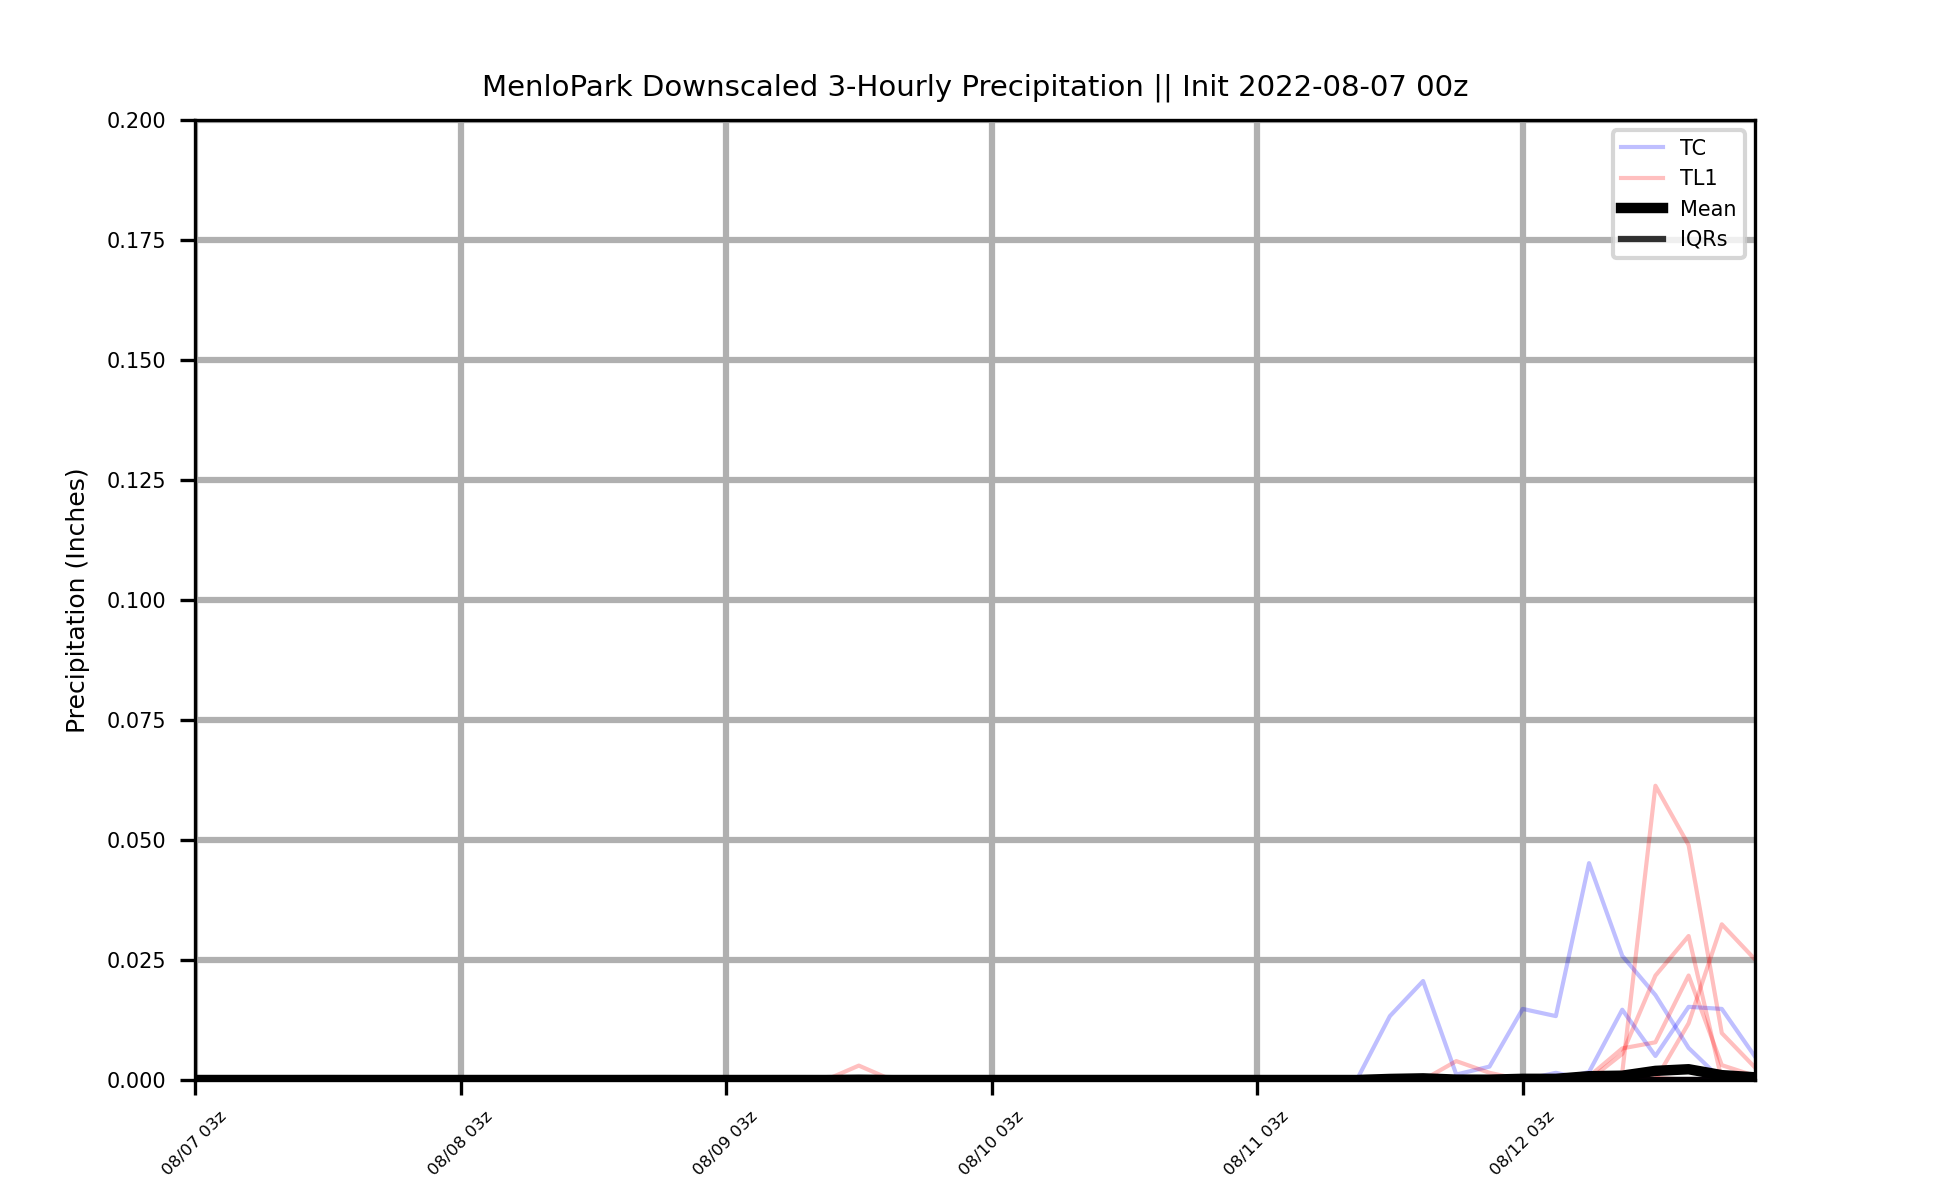 MenloPark Downscaled 3-Hourly Precipitation || Init 2022-08-07 00z
TC
TL1
Mean
IQRs
Precipitation (Inches)
0.200
0.175
0.150
0.125
0.100
0.075
0.050
0.025
0.000
08/07 03z
08/08 03z
08/09 03z
08/10 03z
08/11 03z
08/12 03z